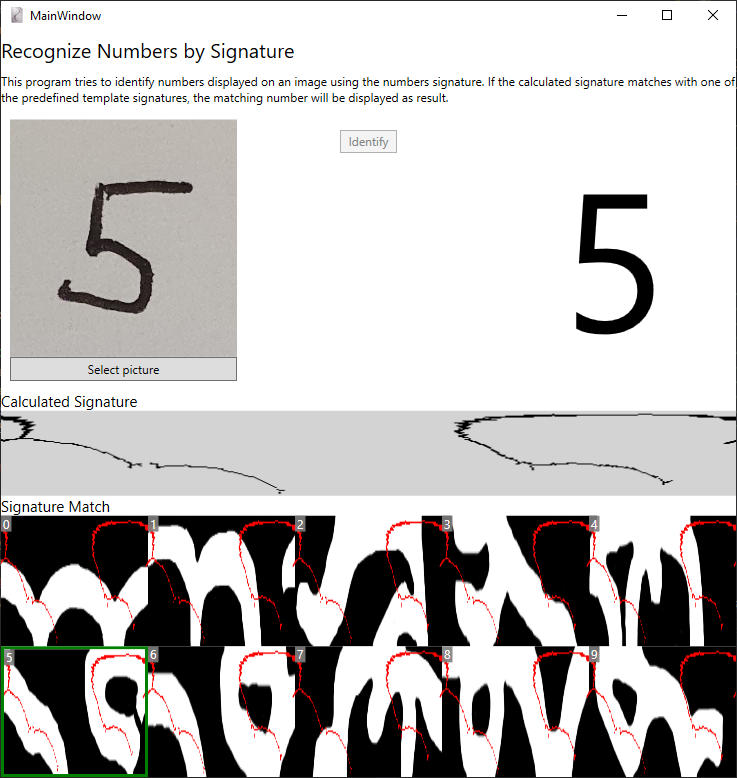 MainWindow
Recognize Numbers by Signature
This program tries to identify numbers displayed on an image using the numbers signature. If the calculated signature matches with one of
the predefined template signatures, the matching number will be displayed as result.
Identify
5
5
Select picture
Calculated Signature
Signature Match
0 1 2 3 4
5 6 7 8 9